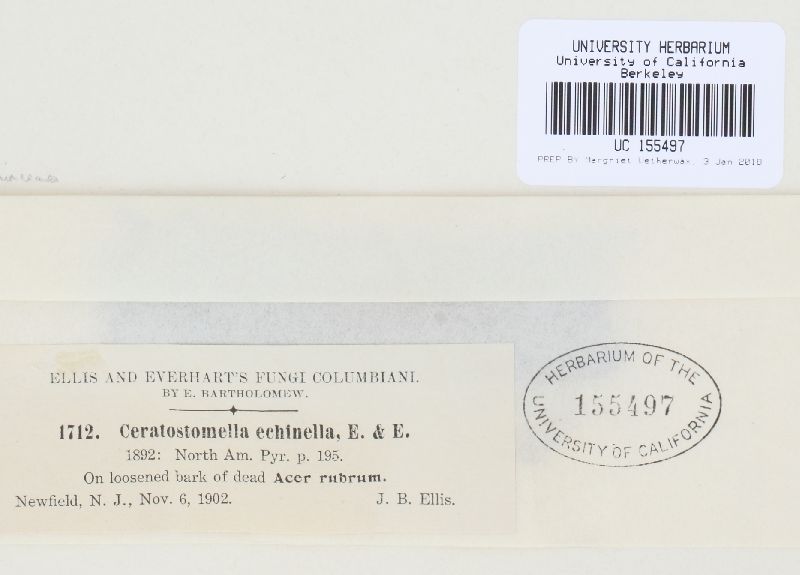 UNIVERSITY HERBARIUM
University of California
Berkeley
UC 155497
PREP BY Margriet Wetherwax, 3 Jan 2018
ELLIS AND EVERHART'S FUNGI COLUMBIANI.
BY E. BARTHOLOMEW.
1712. Ceratostomella echinella, E. & E.
1892: North Am. Pyr. p. 195.
On loosened bark of dead Acer rubrum.
Newfield, N. J., Nov. 6, 1902. J. B. Ellis.
HERBARIUM OF THE
155497
UNIVERSITY OF CALIFORNIA